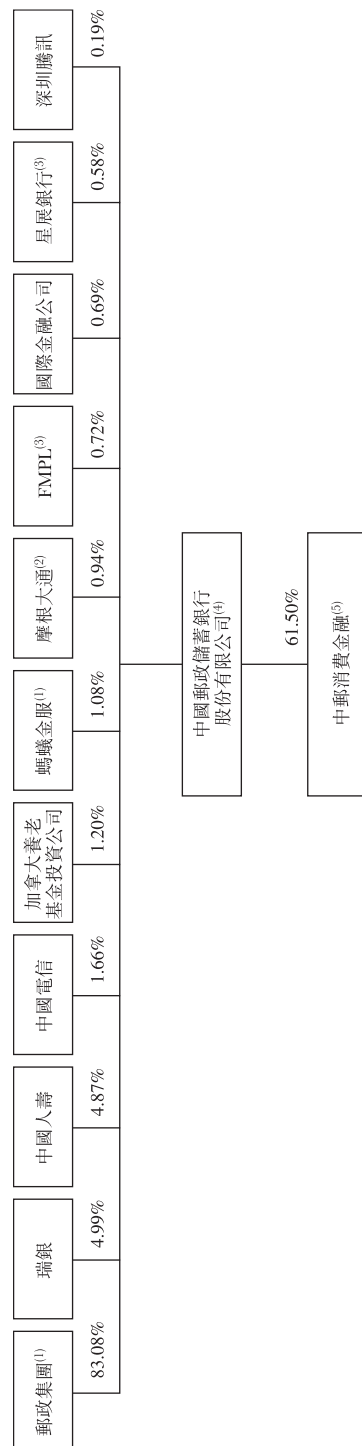 郵政集團(1)
瑞銀
中國人壽
中國電信
加拿大養老
基金投資公司
螞蟻金服(1)
摩根大通(2)
FMPL(3)
國際金融公司
星展銀行(3)
深圳騰訊
83.08%
4.99%
4.87%
1.66%
1.20%
1.08%
0.94%
0.72%
0.69%
0.58%
0.19%
中國郵政儲蓄銀行
股份有限公司(4)
61.50%
中郵消費金融(5)